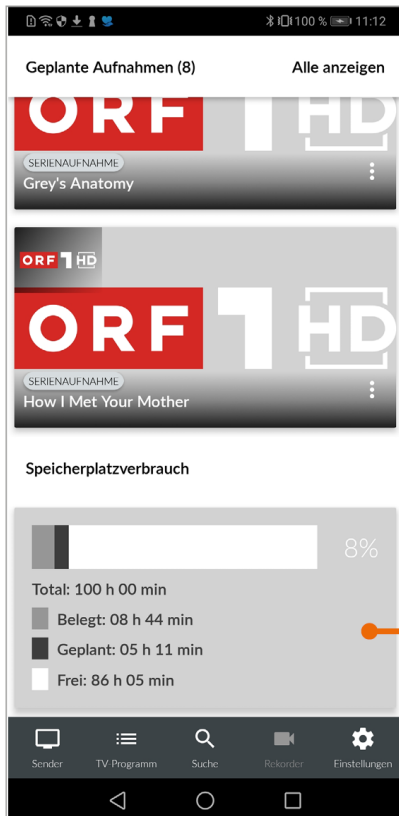 100 % 11:12
Geplante Aufnahmen (8) Alle anzeigen
ORF 1 HD
SERIENAUFNAHME
Grey's Anatomy
ORF 1 HD
ORF 1 HD
SERIENAUFNAHME
How I Met Your Mother
Speicherplatzverbrauch
8%
Total: 100 h 00 min
Belegt: 08 h 44 min
Geplant: 05 h 11 min
Frei: 86 h 05 min
Sender TV-Programm Suche Rekorder Einstellungen